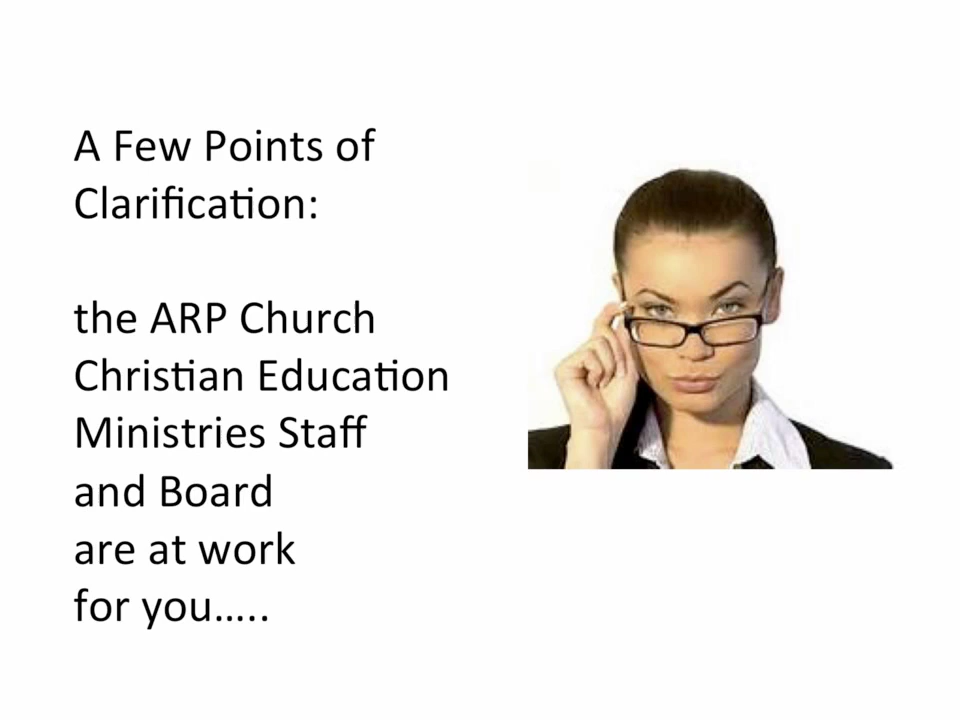 A Few Points of
Clarification:
the ARP Church
Christian Education
Ministries Staff
and Board
are at work
for you…..